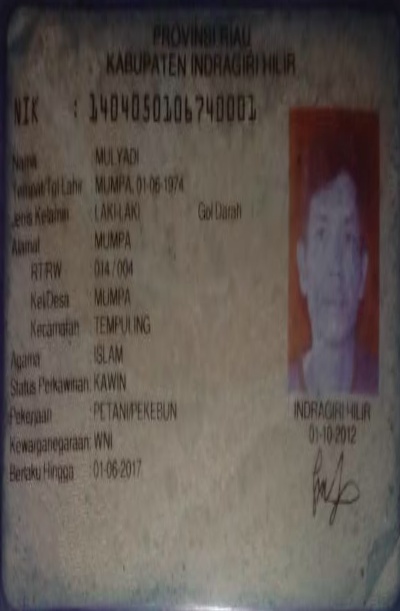 PROVINSI RIAU
KABUPATEN INDRAGIRI HILIR
NIK : 1404050106740001
Nama MULYADI
Tempat/Tgl Lahir MUMPA, 01-06-1974
Jenis Kelamin LAKI-LAKI Gol Darah
Alamat MUMPA
RT/RW 014 / 004
Kel/Desa MUMPA
Kecamatan TEMPULING
Agama ISLAM
Status Perkawinan: KAWIN
Pekerjaan PETANI/PEKEBUN
Kewarganegaraan: WNI
Berlaku Hingga 01-06-2017
INDRAGIRI HILIR
01-10-2012